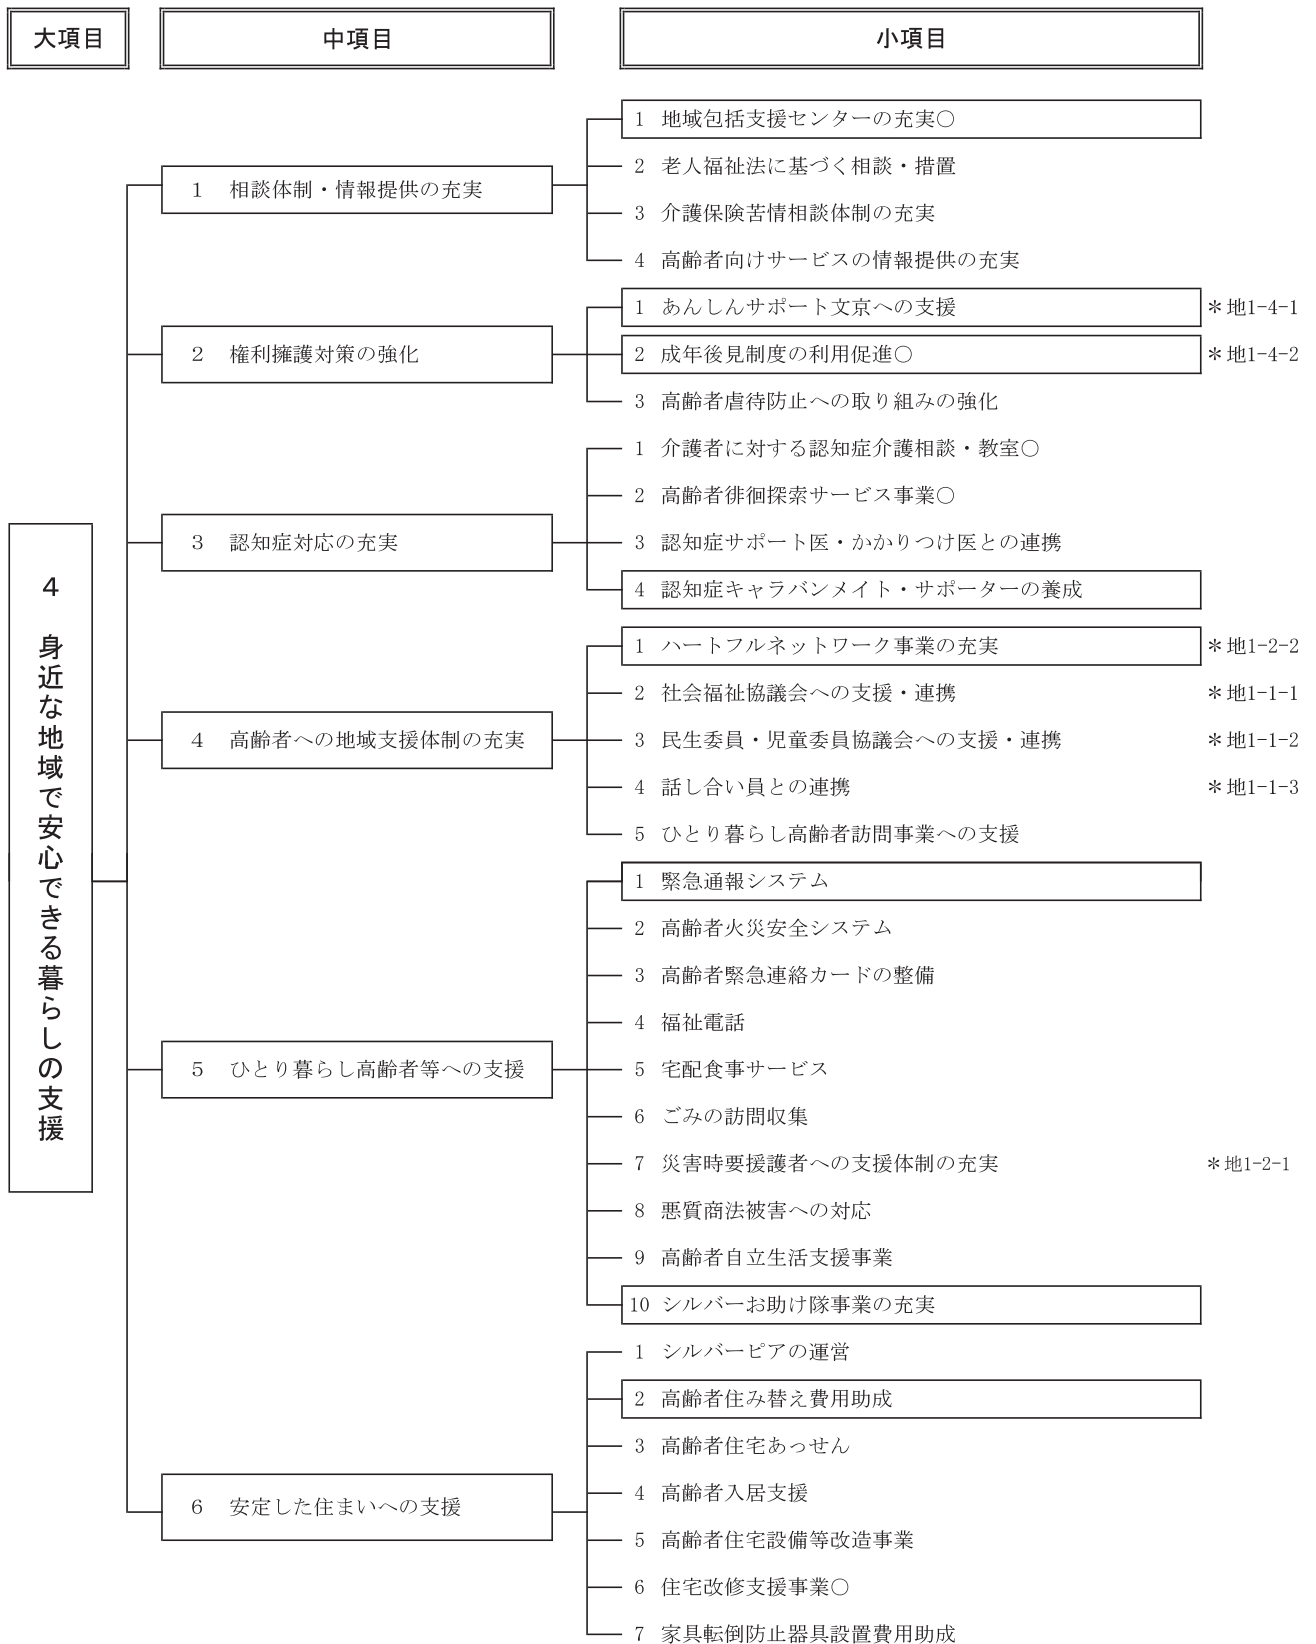 大項目
中項目
小項目
4 身近な地域で安心できる暮らしの支援
1 相談体制・情報提供の充実
1 地域包括支援センターの充実○
2 老人福祉法に基づく相談・措置
3 介護保険苦情相談体制の充実
4 高齢者向けサービスの情報提供の充実
2 権利擁護対策の強化
1 あんしんサポート文京への支援 ＊地1-4-1
2 成年後見制度の利用促進○ ＊地1-4-2
3 高齢者虐待防止への取り組みの強化
3 認知症対応の充実
1 介護者に対する認知症介護相談・教室○
2 高齢者徘徊探索サービス事業○
3 認知症サポート医・かかりつけ医との連携
4 認知症キャラバンメイト・サポーターの養成
4 高齢者への地域支援体制の充実
1 ハートフルネットワーク事業の充実 ＊地1-2-2
2 社会福祉協議会への支援・連携 ＊地1-1-1
3 民生委員・児童委員協議会への支援・連携 ＊地1-1-2
4 話し合い員との連携 ＊地1-1-3
5 ひとり暮らし高齢者訪問事業への支援
5 ひとり暮らし高齢者等への支援
1 緊急通報システム
2 高齢者火災安全システム
3 高齢者緊急連絡カードの整備
4 福祉電話
5 宅配食事サービス
6 ごみの訪問収集
7 災害時要援護者への支援体制の充実 ＊地1-2-1
8 悪質商法被害への対応
9 高齢者自立生活支援事業
10 シルバーお助け隊事業の充実
6 安定した住まいへの支援
1 シルバーピアの運営
2 高齢者住み替え費用助成
3 高齢者住宅あっせん
4 高齢者入居支援
5 高齢者住宅設備等改造事業
6 住宅改修支援事業○
7 家具転倒防止器具設置費用助成